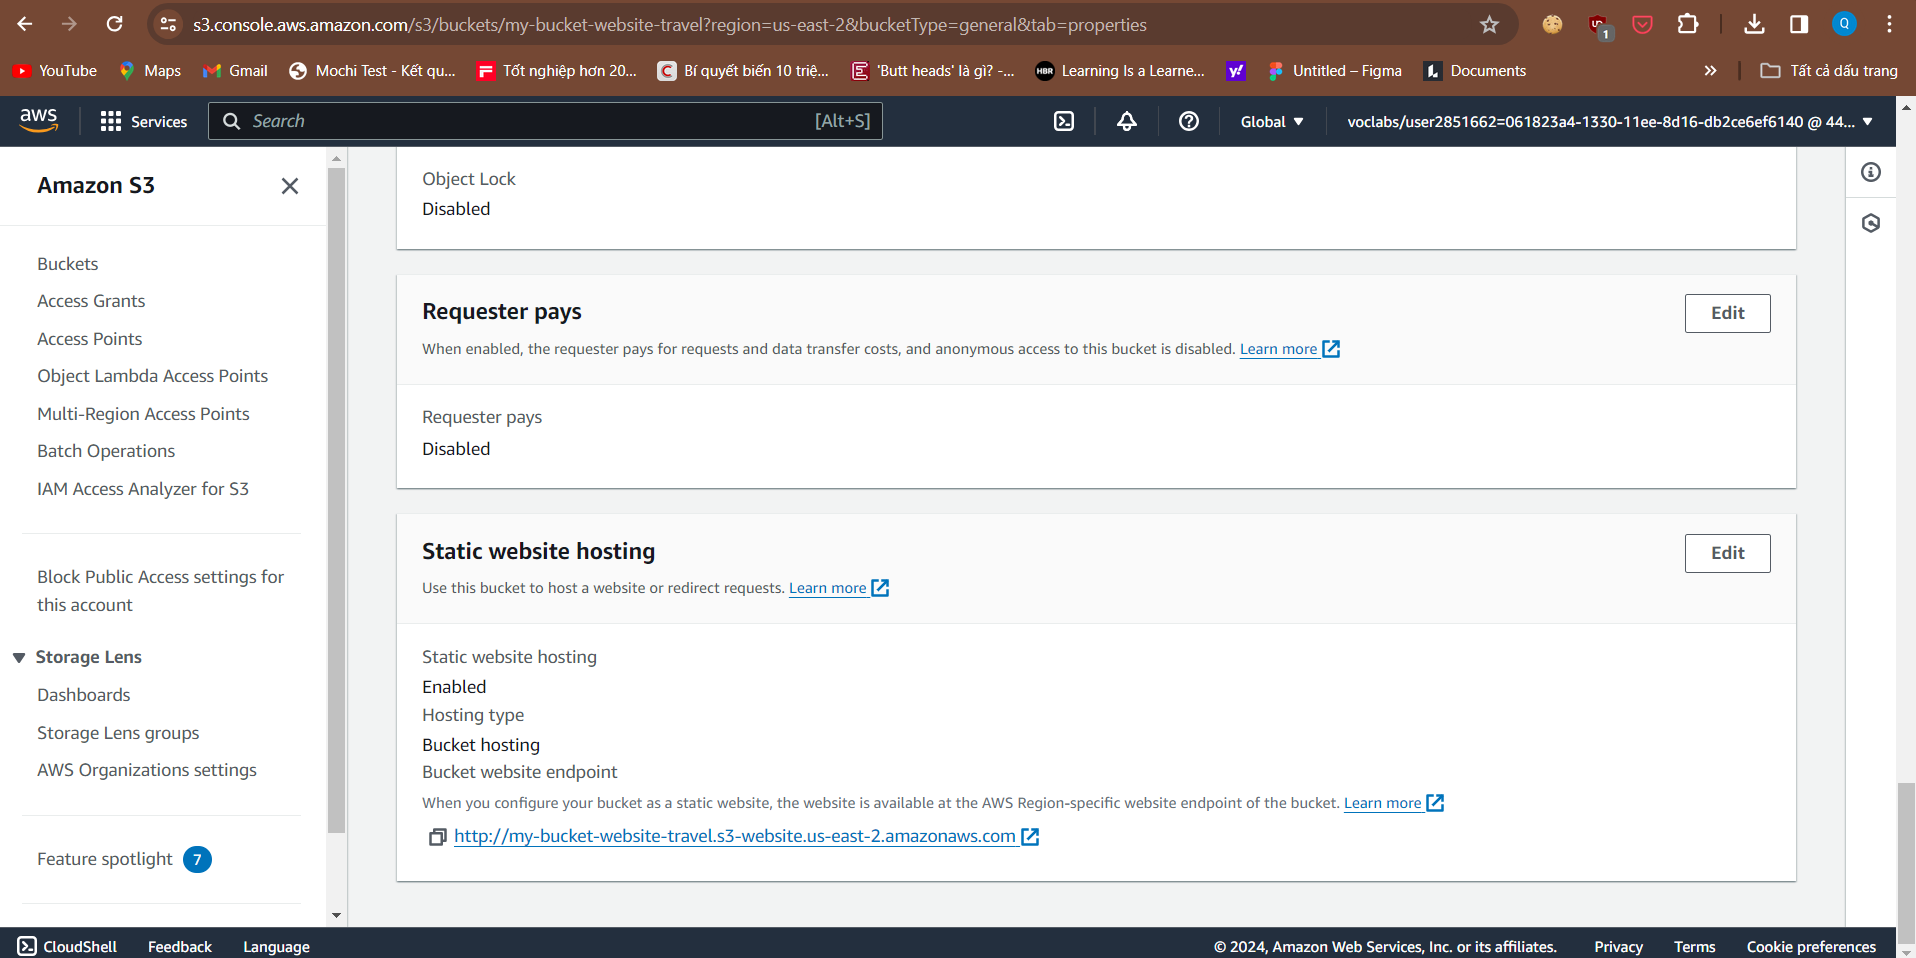 s3.console.aws.amazon.com/s3/buckets/my-bucket-website-travel?region=us-east-2&bucketType=general&tab=properties
1
Q
YouTube
Maps
Gmail
Mochi Test - Kết qu...
Tốt nghiệp hơn 20...
Bí quyết biến 10 triệ...
'Butt heads' là gì? -...
HBR
Learning Is a Learne...
y!
Untitled – Figma
Documents
Tất cả dấu trang
aws
Services
Search
[Alt+S]
Global
voclabs/user2851662=061823a4-1330-11ee-8d16-db2ce6ef6140 @ 44...
Amazon S3
Buckets
Access Grants
Access Points
Object Lambda Access Points
Multi-Region Access Points
Batch Operations
IAM Access Analyzer for S3
Block Public Access settings for
this account
Storage Lens
Dashboards
Storage Lens groups
AWS Organizations settings
Feature spotlight 7
Object Lock
Disabled
Requester pays
Edit
When enabled, the requester pays for requests and data transfer costs, and anonymous access to this bucket is disabled. Learn more
Requester pays
Disabled
Static website hosting
Edit
Use this bucket to host a website or redirect requests. Learn more
Static website hosting
Enabled
Hosting type
Bucket hosting
Bucket website endpoint
When you configure your bucket as a static website, the website is available at the AWS Region-specific website endpoint of the bucket. Learn more
http://my-bucket-website-travel.s3-website.us-east-2.amazonaws.com
CloudShell
Feedback
Language
© 2024, Amazon Web Services, Inc. or its affiliates.
Privacy
Terms
Cookie preferences